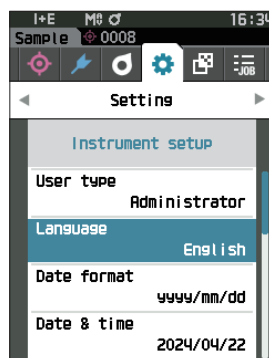 I+E M0 16:34
Sample 0008
JOB
Setting
Instrument setup
User type
Administrator
Language
English
Date format
yyyy/mm/dd
Date & time
2024/04/22